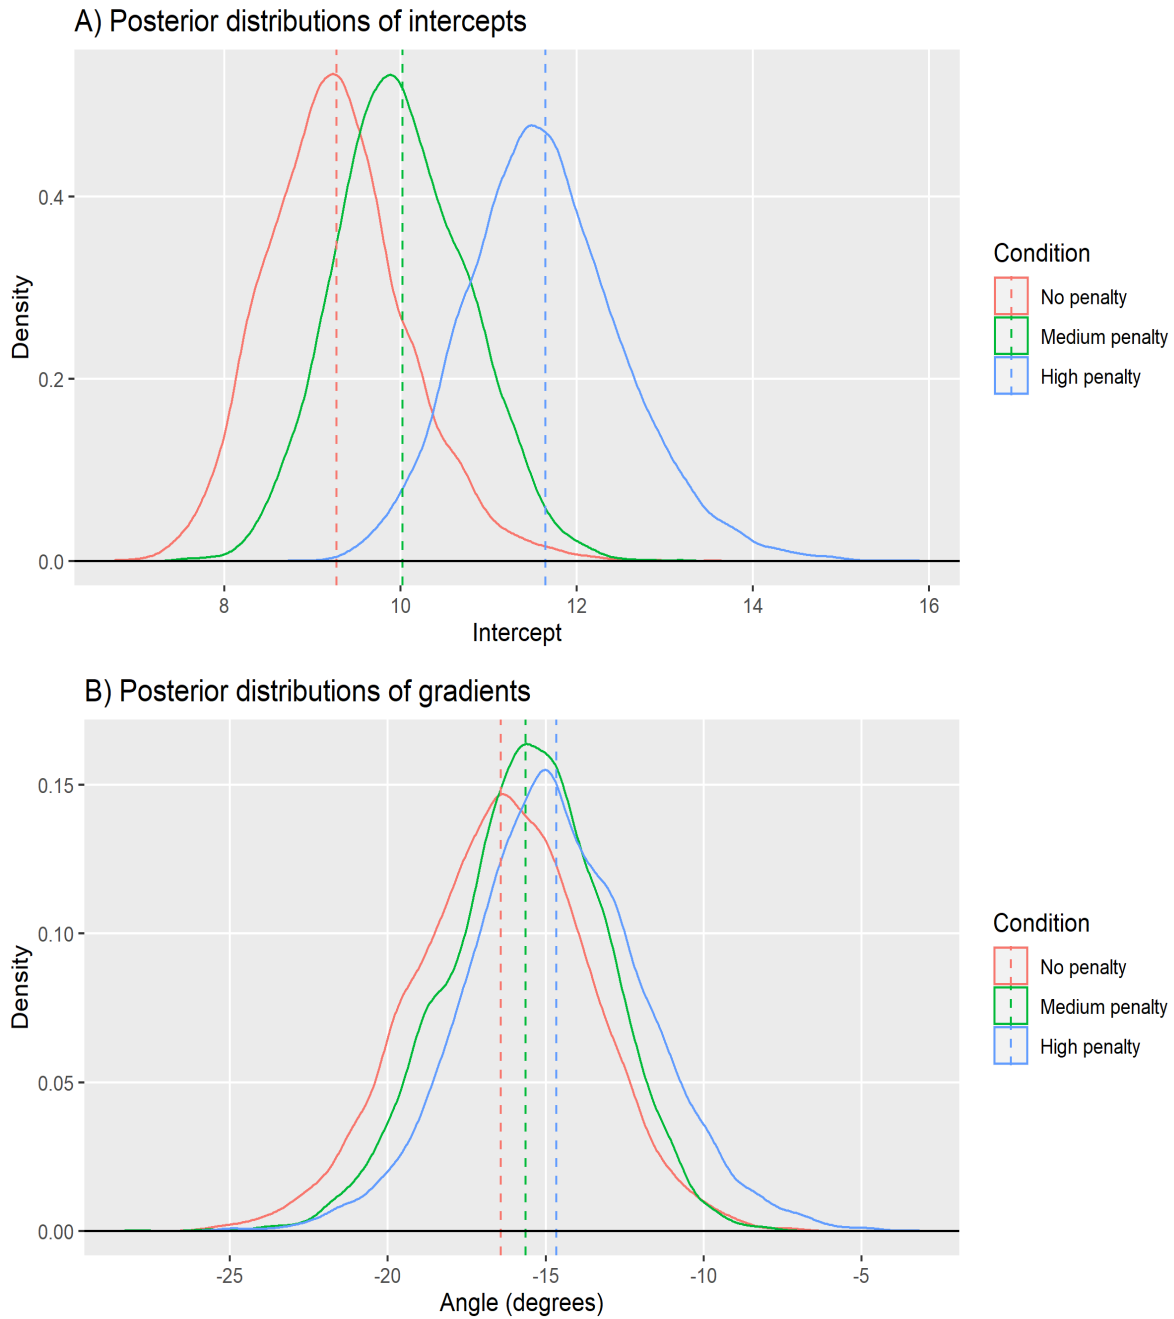 A) Posterior distributions of intercepts
0.4
0.2
0.0
Density
8 10 12 14 16
Intercept
Condition
No penalty
Medium penalty
High penalty
B) Posterior distributions of gradients
0.15
0.10
0.05
0.00
Density
-25 -20 -15 -10 -5
Angle (degrees)
Condition
No penalty
Medium penalty
High penalty